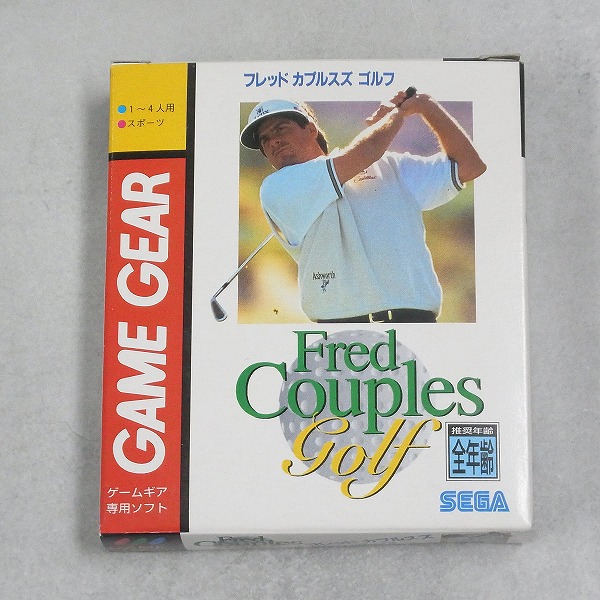 1～4人用
スポーツ
GAME GEAR
ゲームギア
専用ソフト
フレッド カプルスズ ゴルフ
Ashworth
Fred
Couples
Golf
推奨年齢
全年齢
SEGA
Fred
Couples